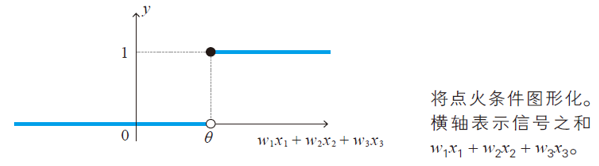 y
1
0
θ
w₁x₁ + w₂x₂ + w₃x₃
将点火条件图形化。
横轴表示信号之和
w₁x₁ + w₂x₂ + w₃x₃。